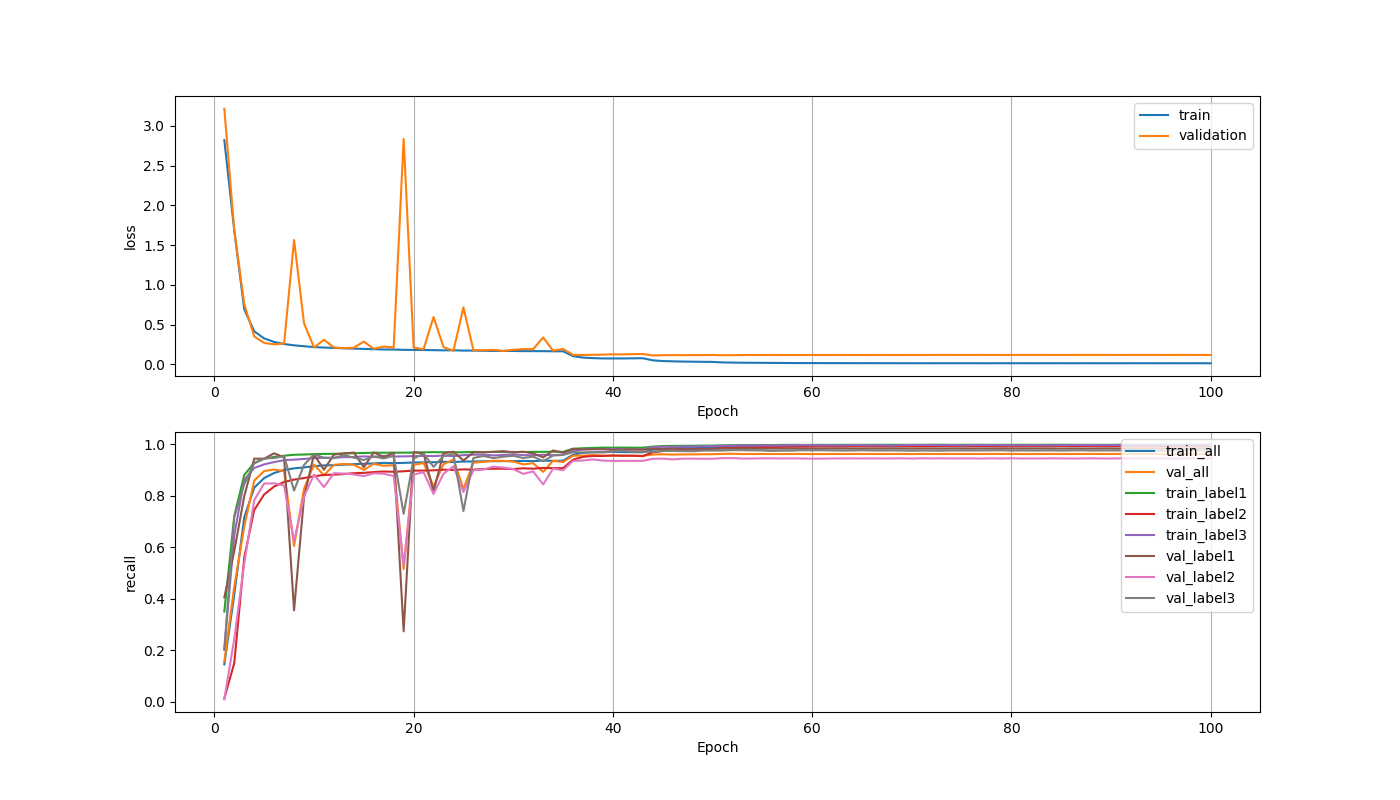 3.0
2.5
2.0
1.5
1.0
0.5
0.0
loss
train
validation
0 20 40 60 80 100
Epoch
1.0
0.8
0.6
0.4
0.2
0.0
recall
train_all
val_all
train_label1
train_label2
train_label3
val_label1
val_label2
val_label3
0 20 40 60 80 100
Epoch